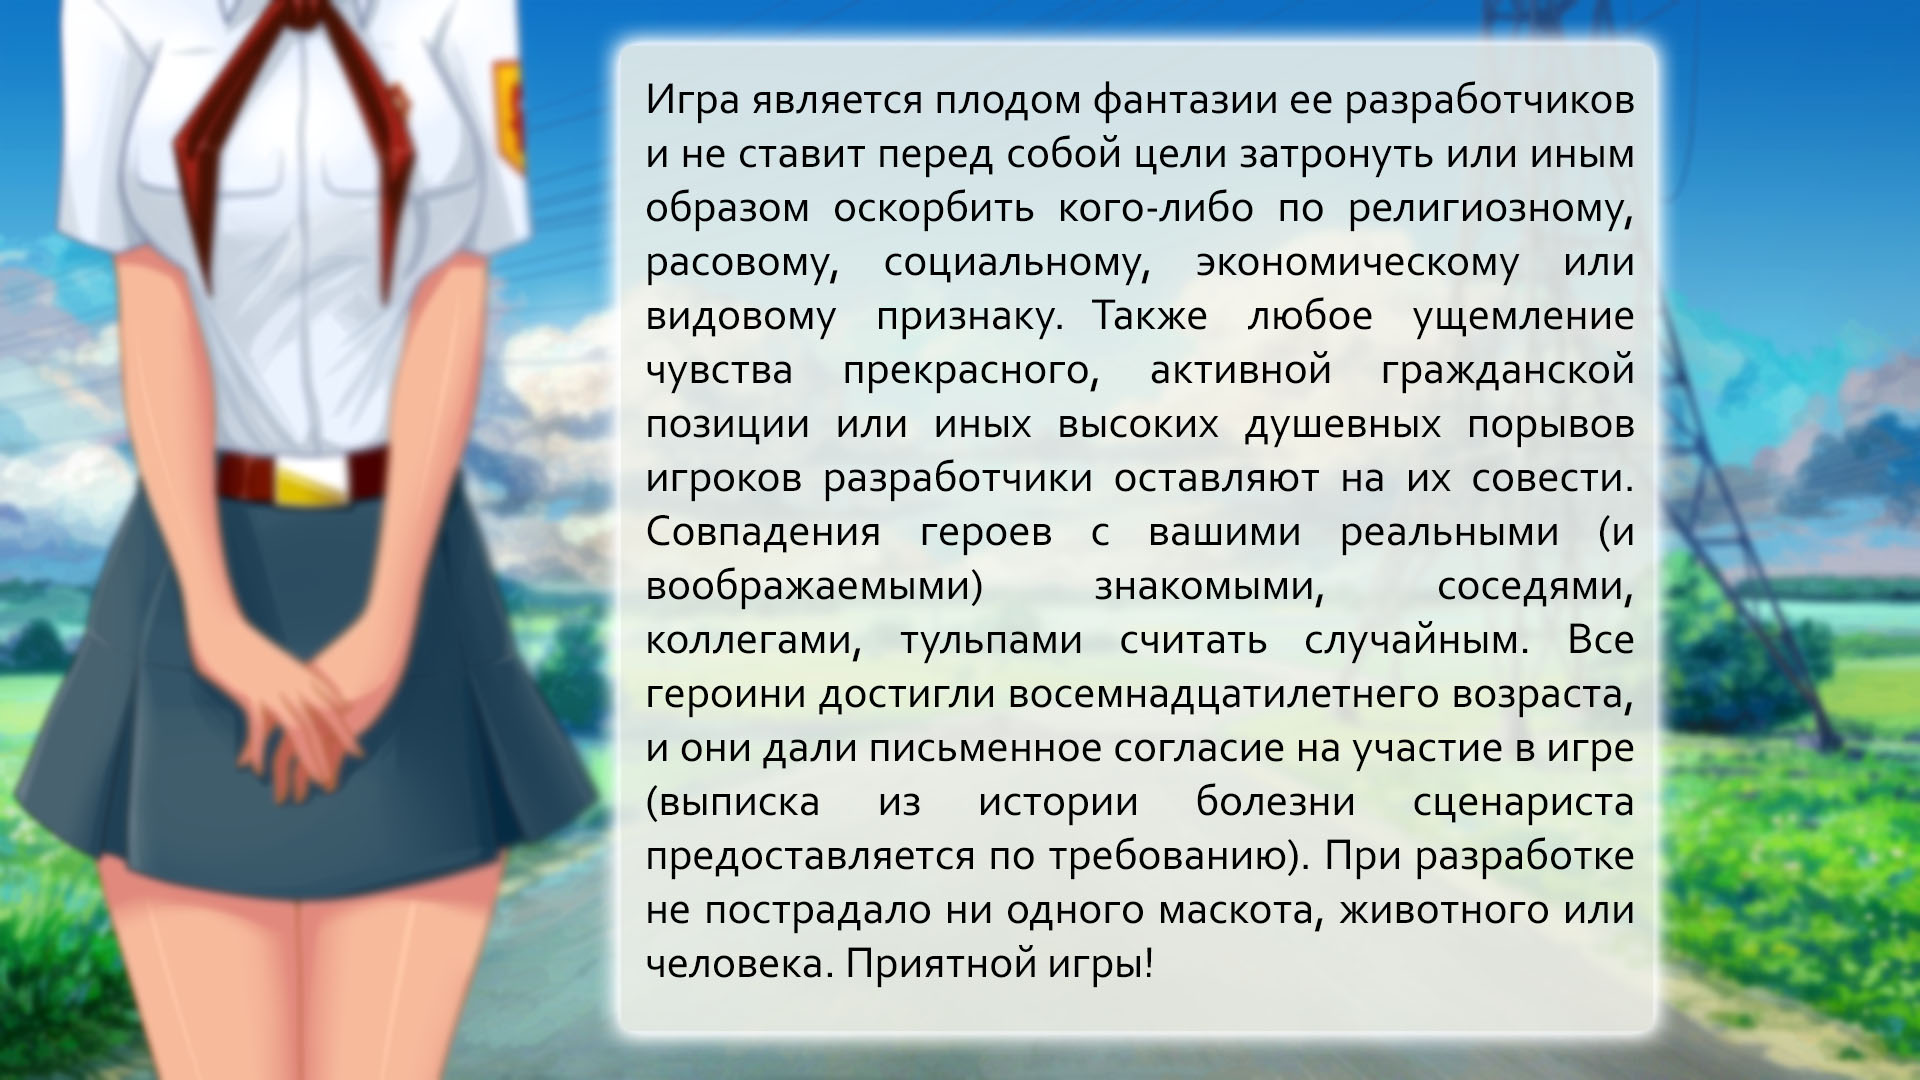 Игра является плодом фантазии ее разработчиков
и не ставит перед собой цели затронуть или иным
образом оскорбить кого-либо по религиозному,
расовому, социальному, экономическому или
видовому признаку. Также любое ущемление
чувства прекрасного, активной гражданской
позиции или иных высоких душевных порывов
игроков разработчики оставляют на их совести.
Совпадения героев с вашими реальными (и
воображаемыми) знакомыми, соседями,
коллегами, тульпами считать случайным. Все
героини достигли восемнадцатилетнего возраста,
и они дали письменное согласие на участие в игре
(выписка из истории болезни сценариста
предоставляется по требованию). При разработке
не пострадало ни одного маскота, животного или
человека. Приятной игры!